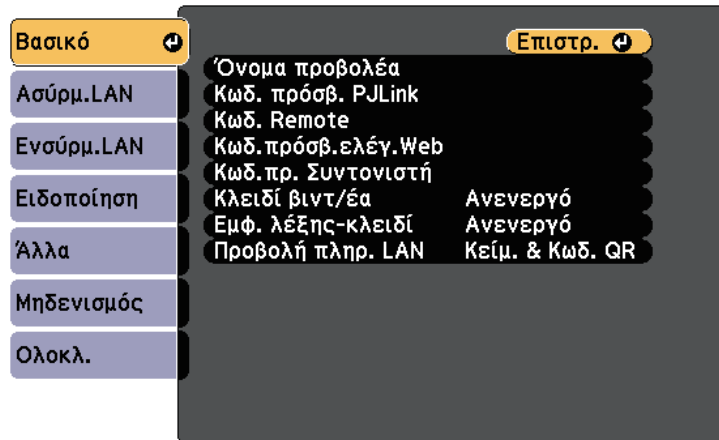 Βασικό
Ασύρμ.LAN
Ενσύρμ.LAN
Ειδοποίηση
Άλλα
Μηδενισμός
Ολοκλ.
Επιστρ.
Όνομα προβολέα
Κωδ. πρόσβ. PJLink
Κωδ. Remote
Κωδ.πρόσβ.ελέγ.Web
Κωδ.πρ. Συντονιστή
Κλειδί βιντ/έα Ανενεργό
Εμφ. λέξης-κλειδί Ανενεργό
Προβολή πληρ. LAN Κείμ. & Κωδ. QR